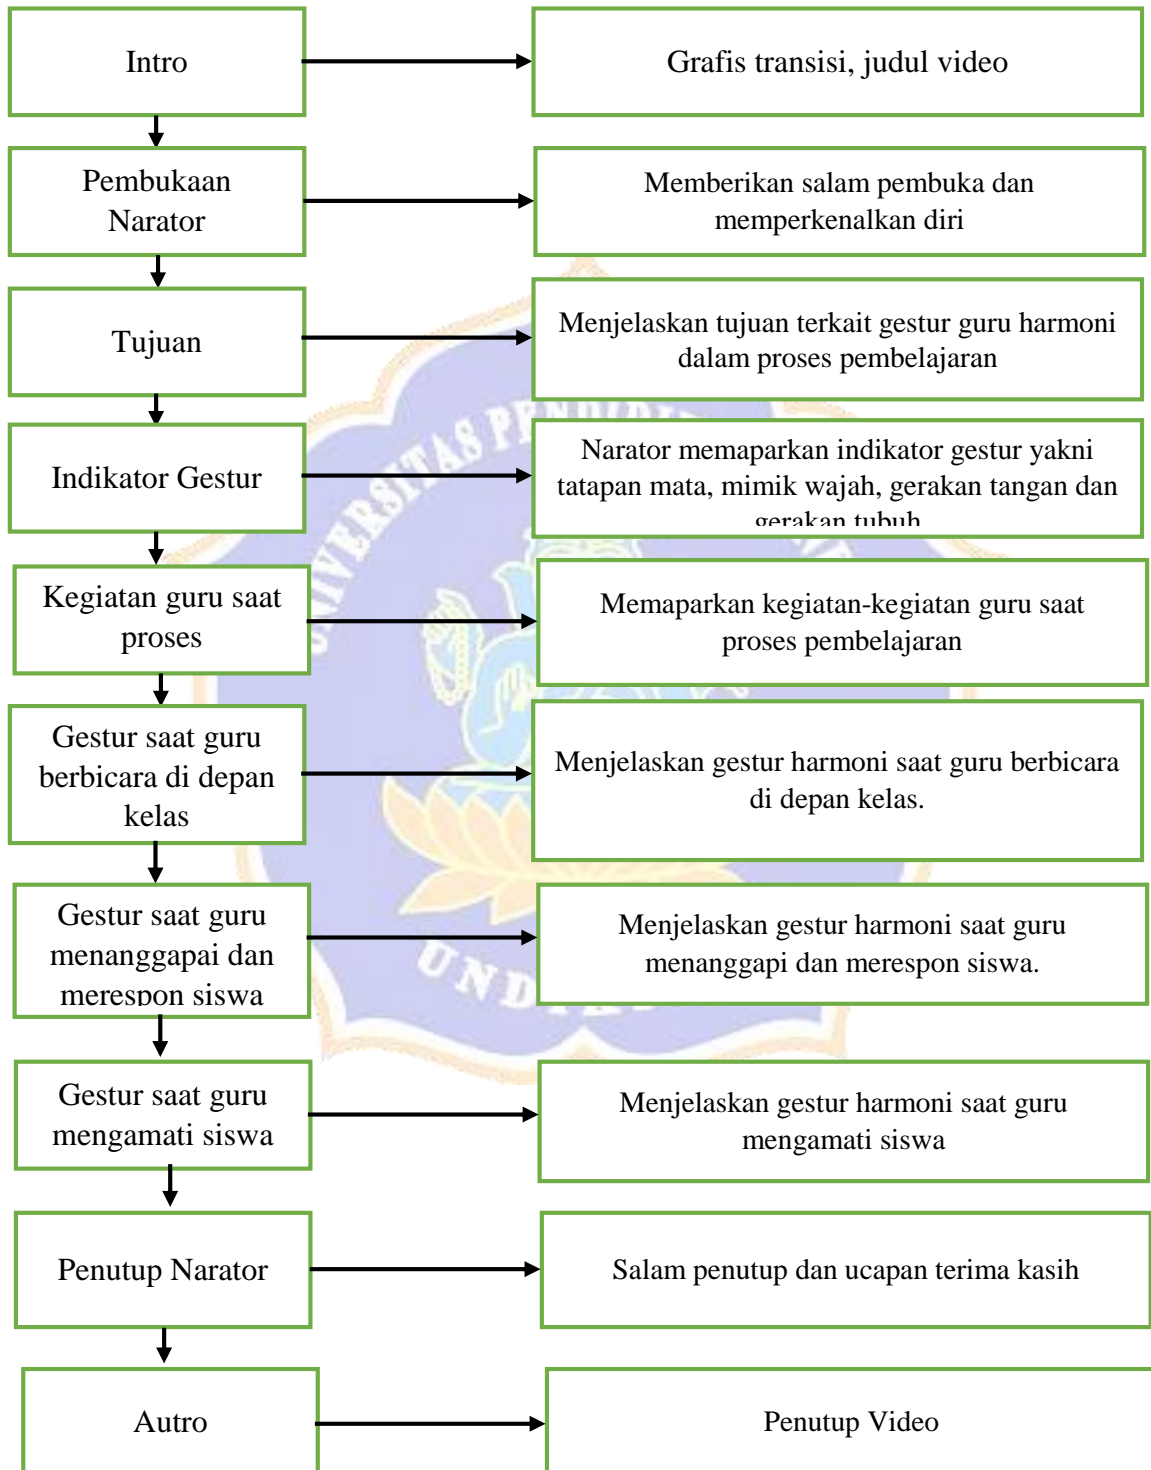 Intro
Grafis transisi, judul video
Pembukaan
Narator
Memberikan salam pembuka dan
memperkenalkan diri
Tujuan
Menjelaskan tujuan terkait gestur guru harmoni
dalam proses pembelajaran
Indikator Gestur
Narator memaparkan indikator gestur yakni
tatapan mata, mimik wajah, gerakan tangan dan
gerakan tubuh
Kegiatan guru saat
proses
Memaparkan kegiatan-kegiatan guru saat
proses pembelajaran
Gestur saat guru
berbicara di depan
kelas
Menjelaskan gestur harmoni saat guru berbicara
di depan kelas.
Gestur saat guru
menanggapai dan
merespon siswa
Menjelaskan gestur harmoni saat guru
menanggapi dan merespon siswa.
Gestur saat guru
mengamati siswa
Menjelaskan gestur harmoni saat guru
mengamati siswa
Penutup Narator
Salam penutup dan ucapan terima kasih
Autro
Penutup Video